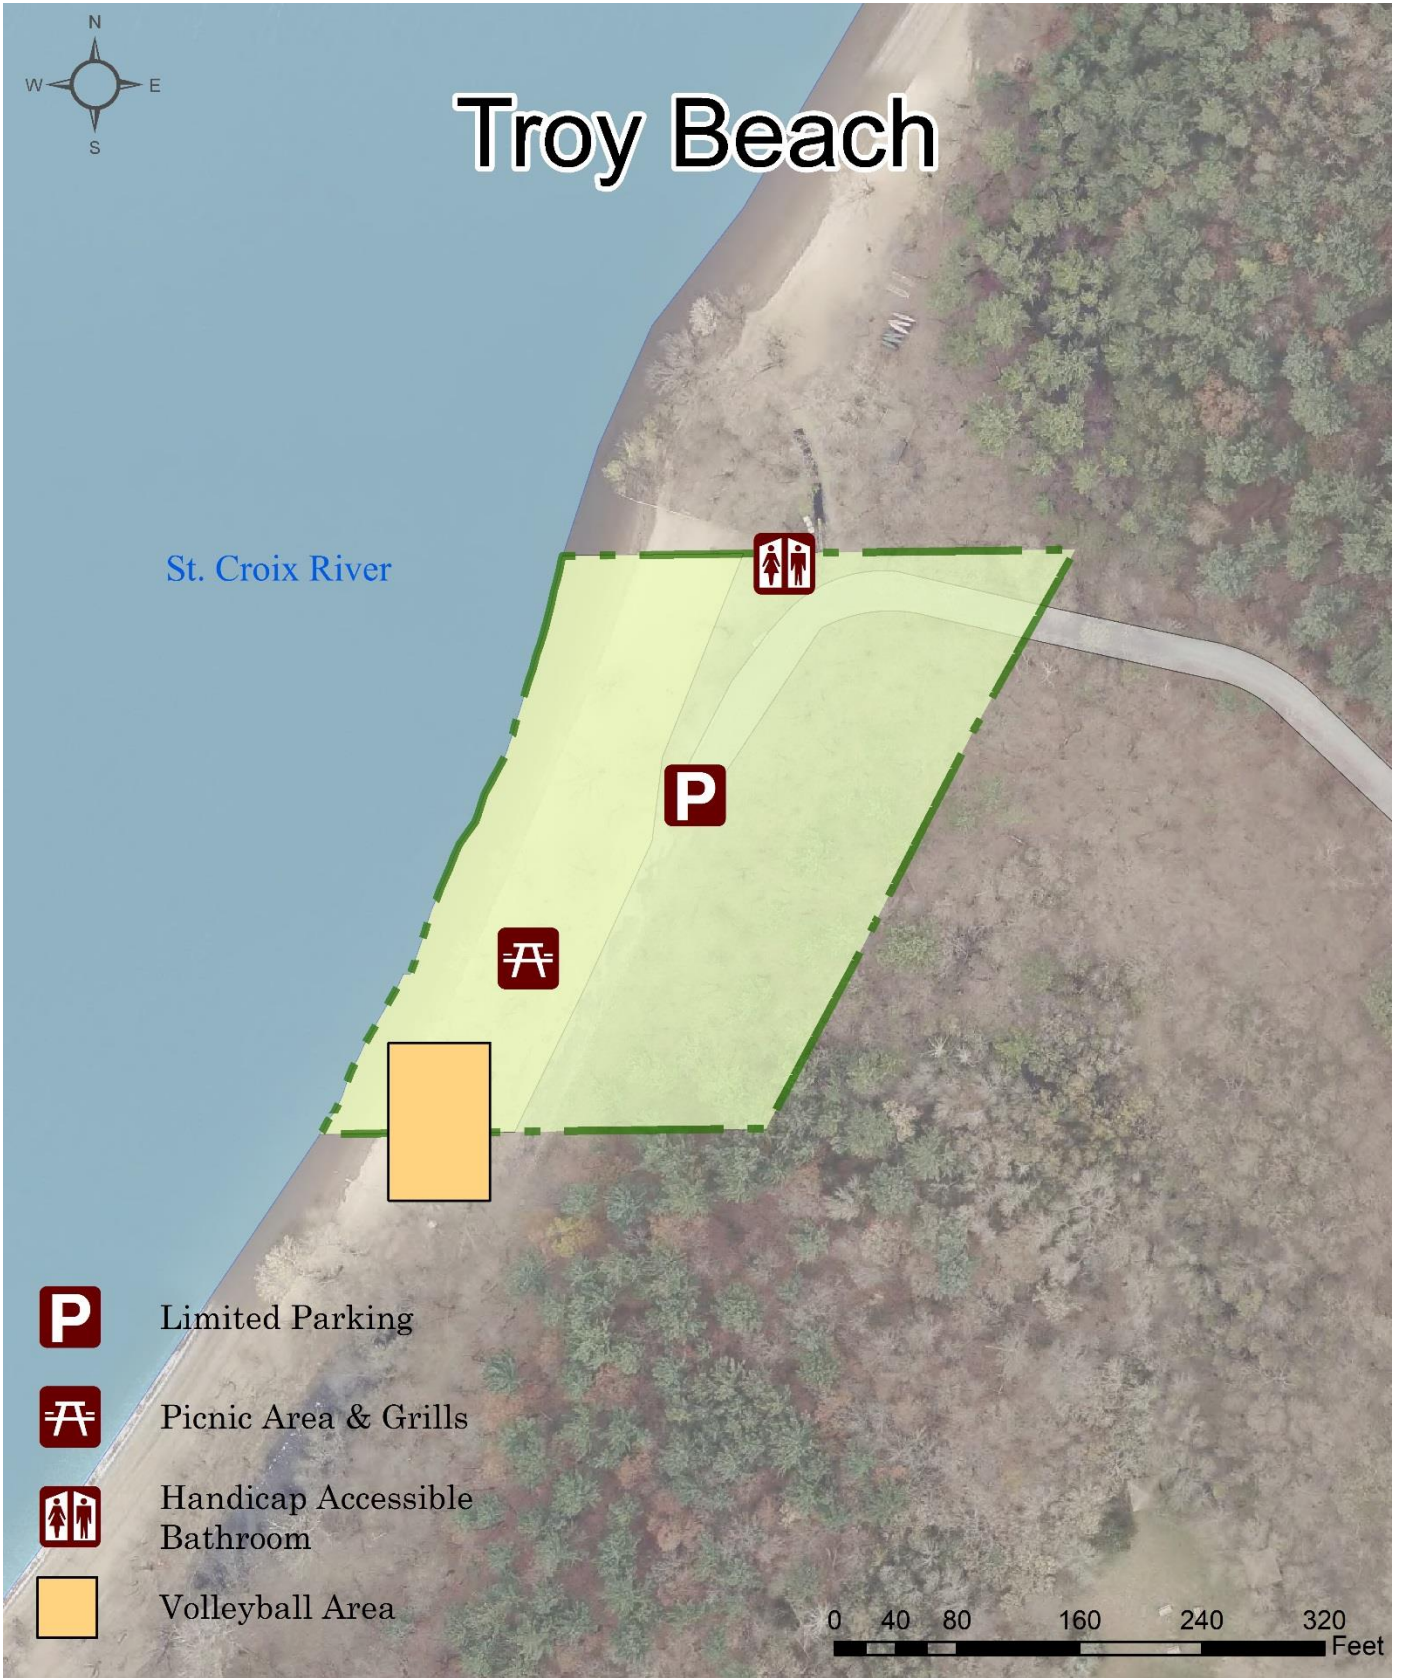 N
W E
S
Troy Beach
St. Croix River
P
P Limited Parking
Picnic Area & Grills
Handicap Accessible
Bathroom
Volleyball Area
0 40 80 160 240 320
Feet